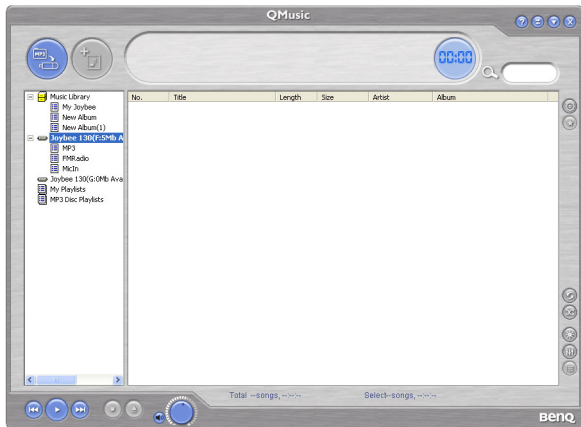 QMusic
MP3
00:00
No. Title Length Size Artist Album
Music Library
My Joybee
New Album
New Album(1)
Joybee 130(F:5Mb A
MP3
FMRadio
MicIn
Joybee 130(G:0Mb Ava
My Playlists
MP3 Disc Playlists
Total --songs, --:--:-- Select--songs, --:--:--
BenQ